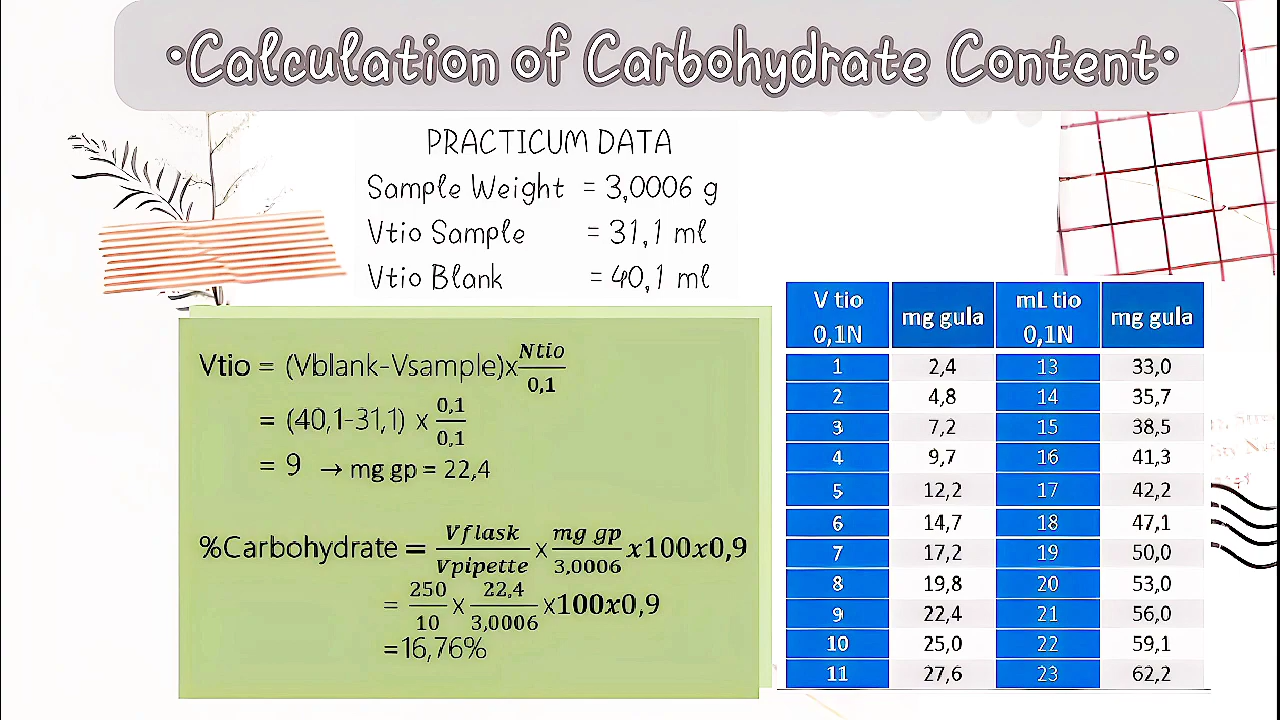 •Calculation of Carbohydrate Content•
PRACTICUM DATA
Sample Weight = 3,0006 g
Vtio Sample = 31,1 ml
Vtio Blank = 40,1 ml
Vtio = (Vblank-Vsample)x Ntio/0,1
= (40,1-31,1) x 0,1/0,1
= 9 → mg gp = 22,4
%Carbohydrate = Vflask/Vpipette x mg gp/3,0006 x100x0,9
= 250/10 x 22,4/3,0006 x100x0,9
=16,76%
V tio 0,1N mg gula mL tio 0,1N mg gula
1 2,4 13 33,0
2 4,8 14 35,7
3 7,2 15 38,5
4 9,7 16 41,3
5 12,2 17 42,2
6 14,7 18 47,1
7 17,2 19 50,0
8 19,8 20 53,0
9 22,4 21 56,0
10 25,0 22 59,1
11 27,6 23 62,2